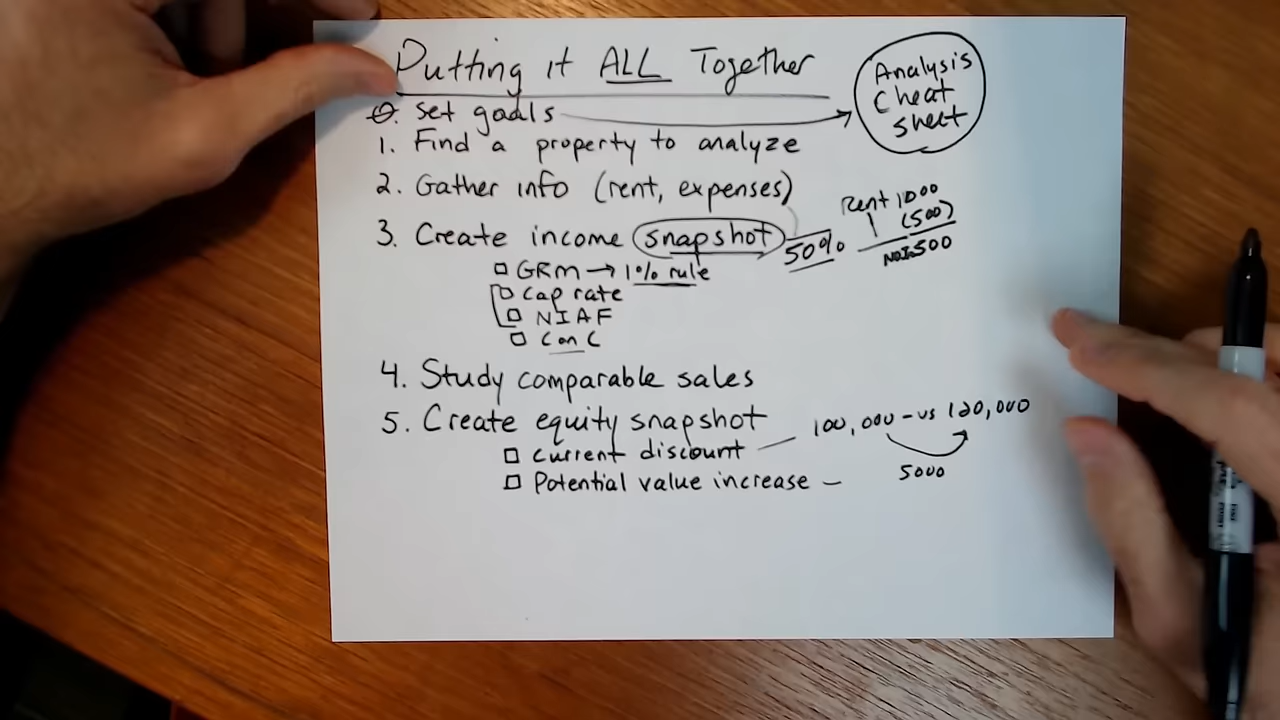 Putting it ALL Together
0. Set goals
Analysis
Cheat
Sheet
1. Find a property to analyze
2. Gather info (rent, expenses)
3. Create income snapshot
50%
Rent 1000
(500)
NOI 500
GRM → 1% rule
Cap rate
NIAF
Con C
4. Study comparable sales
5. Create equity snapshot
Current discount — 100,000 - vs 120,000
5000
Potential value increase –